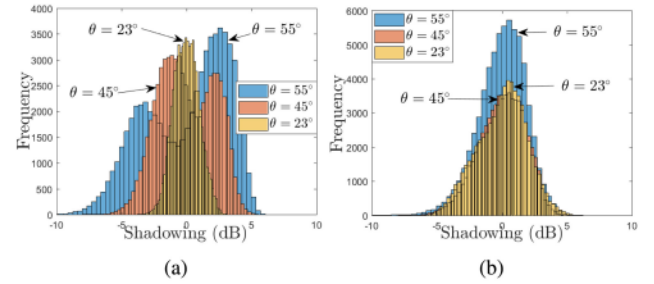 θ = 23°
θ = 55°
θ = 45°
θ = 55°
θ = 45°
θ = 23°
4000
3500
3000
2500
2000
1500
1000
500
0
Frequency
-10
-5
0
5
10
Shadowing (dB)
(a)
θ = 55°
θ = 45°
θ = 23°
θ = 55°
θ = 23°
θ = 45°
6000
5000
4000
3000
2000
1000
0
Frequency
-10
-5
0
5
10
Shadowing (dB)
(b)